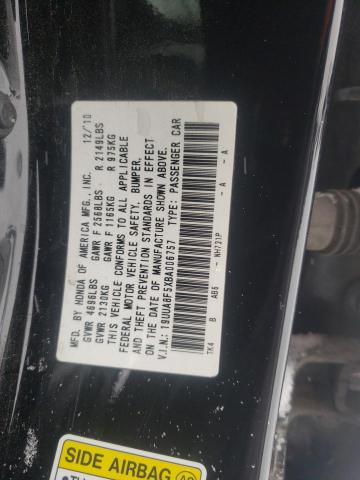 MFD. BY HONDA OF AMERICA MFG., INC. 12/10
GVWR 4696LBS GAWR F 2568LBS R 2149LBS
GVWR 2130KG GAWR F 1165KG R 975KG
THIS VEHICLE CONFORMS TO ALL APPLICABLE
FEDERAL MOTOR VEHICLE SAFETY, BUMPER,
AND THEFT PREVENTION STANDARDS IN EFFECT
ON THE DATE OF MANUFACTURE SHOWN ABOVE.
V.I.N.: 19UUA8F5XBA006757 TYPE: PASSENGER CAR
TK4 B AB6 - NH731P - A - A
SIDE AIRBAG